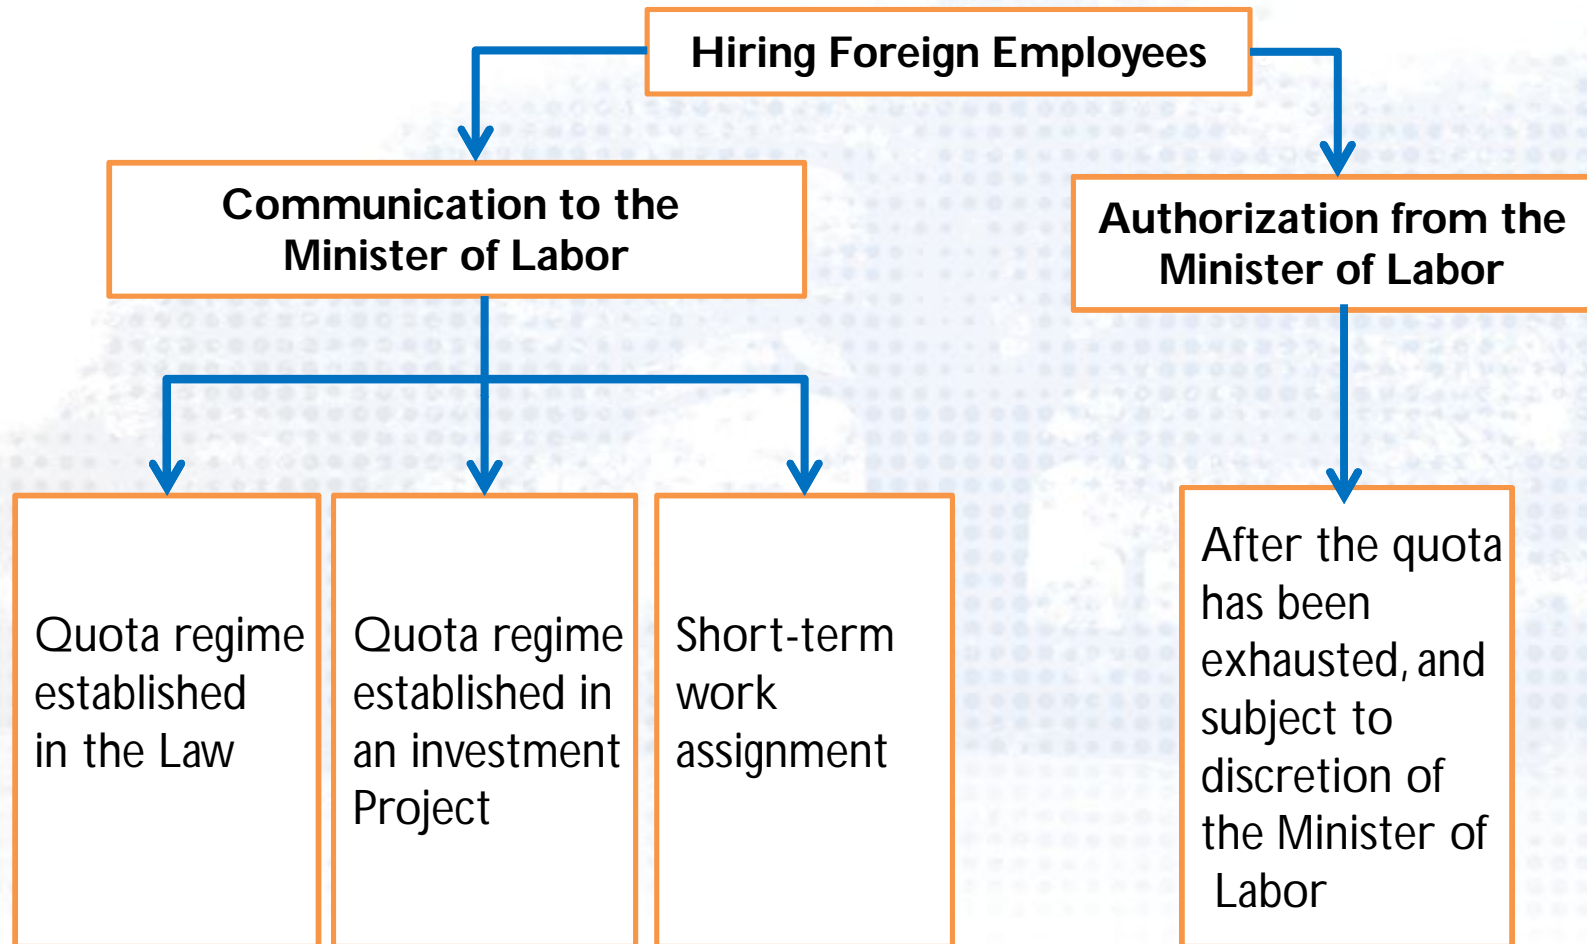 Hiring Foreign Employees
Communication to the
Minister of Labor
Authorization from the
Minister of Labor
Quota regime
established
in the Law
Quota regime
established in
an investment
Project
Short-term
work
assignment
After the quota
has been
exhausted, and
subject to
discretion of
the Minister of
Labor